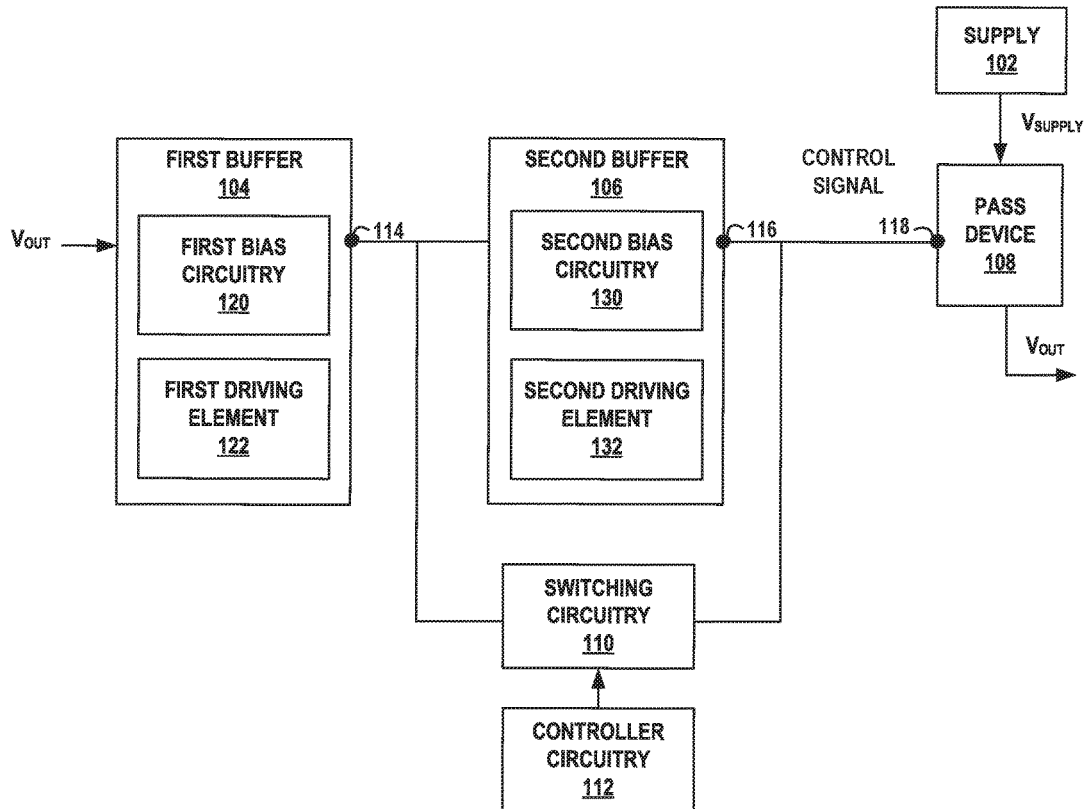 SUPPLY
102
VSUPPLY
FIRST BUFFER
104
SECOND BUFFER
106
CONTROL
SIGNAL
PASS
DEVICE
108
VOUT
FIRST BIAS
CIRCUITRY
120
114
SECOND BIAS
CIRCUITRY
130
116
118
VOUT
FIRST DRIVING
ELEMENT
122
SECOND DRIVING
ELEMENT
132
SWITCHING
CIRCUITRY
110
CONTROLLER
CIRCUITRY
112